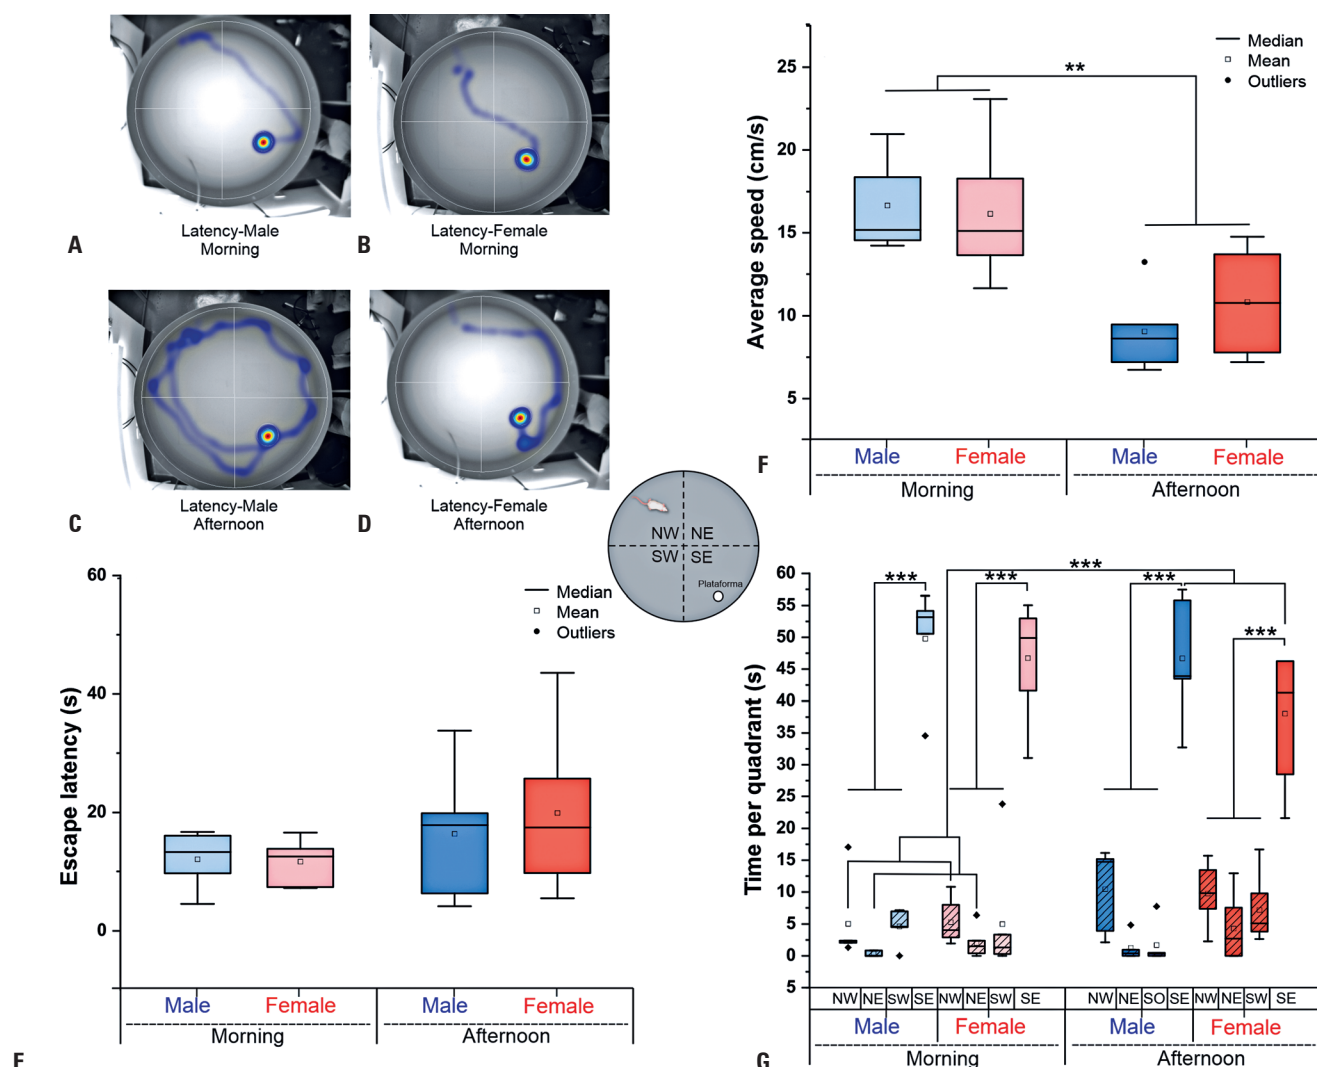 Latency-Male
Morning
A
Latency-Female
Morning
B
Latency-Male
Afternoon
C
Latency-Female
Afternoon
D
NW NE
SW SE
Plataforma
60
40
20
0
Escape latency (s)
Median
Mean
Outliers
Male Female Male Female
Morning Afternoon
E
25
20
15
10
5
Average speed (cm/s)
Median
Mean
Outliers
**
Male Female Male Female
Morning Afternoon
F
60
55
50
45
40
35
30
25
20
15
10
5
0
5
Time per quadrant (s)
*** *** *** *** ***
NW NE SW SE NW NE SW SE NW NE SO SE NW NE SW SE
Male Female Male Female
Morning Afternoon
G